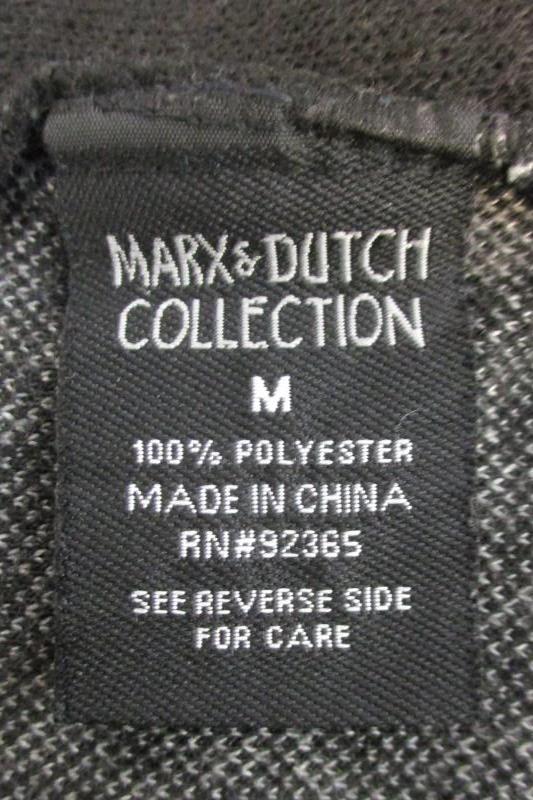 MARX & DUTCH
COLLECTION
M
100% POLYESTER
MADE IN CHINA
RN#92365
SEE REVERSE SIDE
FOR CARE